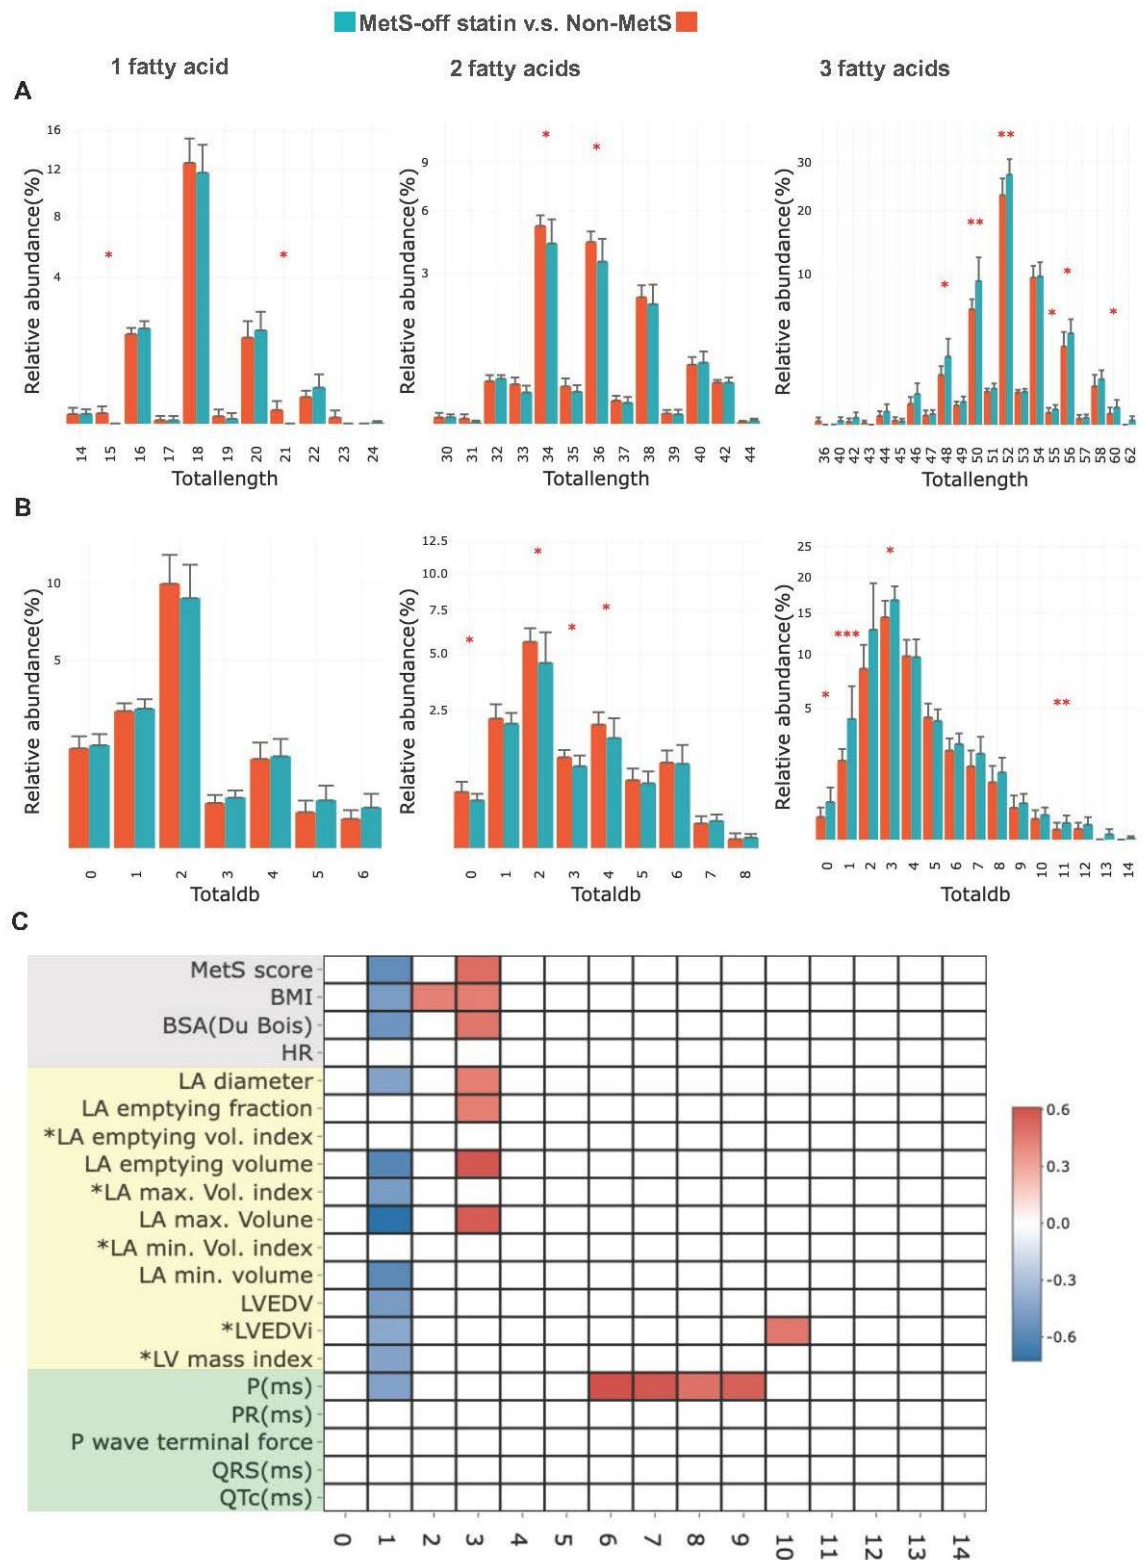 MetS-off statin v.s. Non-MetS
1 fatty acid
2 fatty acids
3 fatty acids
A
Relative abundance(%)
16
12
8
4
*
*
14 15 16 17 18 19 20 21 22 23 24
Totallength
Relative abundance(%)
9
6
3
*
*
30 31 32 33 34 35 36 37 38 39 40 42 44
Totallength
Relative abundance(%)
30
20
10
*
**
**
*
*
*
36 40 42 43 44 45 46 47 48 49 50 51 52 53 54 55 56 57 58 60 62
Totallength
B
Relative abundance(%)
10
5
0 1 2 3 4 5 6
Totaldb
Relative abundance(%)
12.5
10.0
7.5
5.0
2.5
*
*
*
*
0 1 2 3 4 5 6 7 8
Totaldb
Relative abundance(%)
25
20
15
10
5
*
***
*
**
0 1 2 3 4 5 6 7 8 9 10 11 12 13 14
Totaldb
C
MetS score
BMI
BSA(Du Bois)
HR
LA diameter
LA emptying fraction
*LA emptying vol. index
LA emptying volume
*LA max. Vol. index
LA max. Volune
*LA min. Vol. index
LA min. volume
LVEDV
*LVEDVi
*LV mass index
P(ms)
PR(ms)
P wave terminal force
QRS(ms)
QTc(ms)
0 1 2 3 4 5 6 7 8 9 10 11 12 13 14
0.6
0.3
0.0
-0.3
-0.6